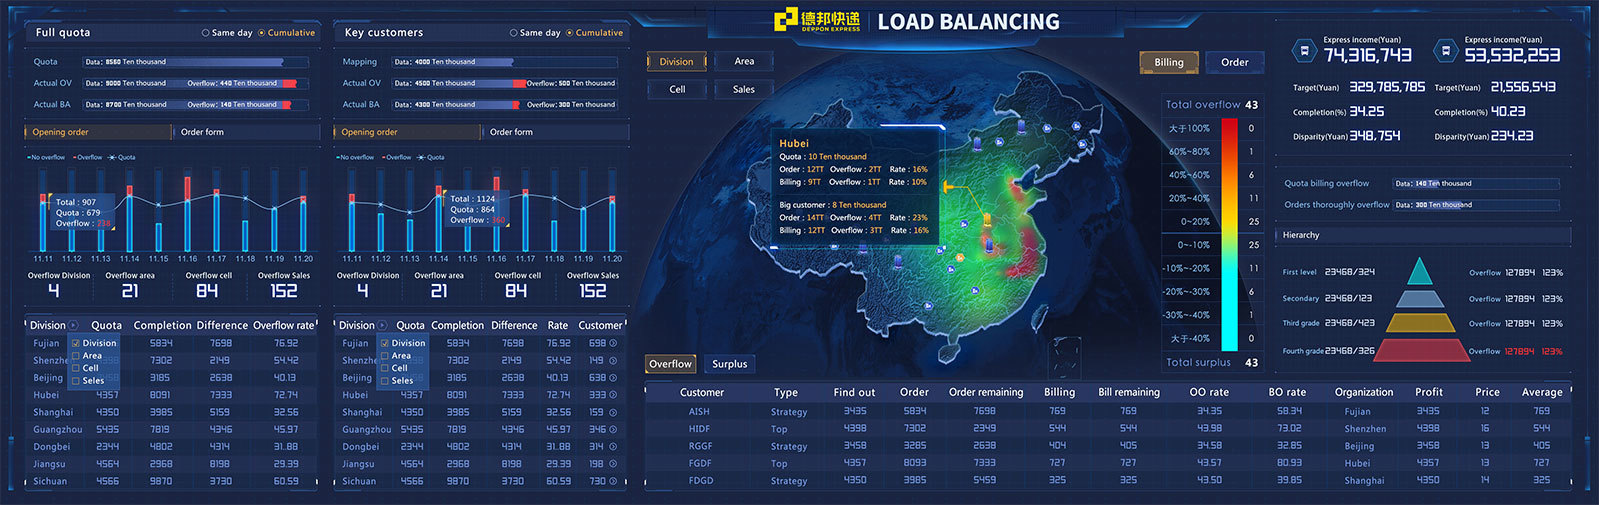 德邦快递
DEPPON EXPRESS
LOAD BALANCING
Full quota
Same day
Cumulative
Quota
Data: 8560 Ten thousand
Actual OV
Data: 9000 Ten thousand Overflow: 440 Ten thousand
Actual BA
Data: 8700 Ten thousand Overflow: 140 Ten thousand
Opening order
Order form
No overflow Overflow Quota
Total : 907
Quota : 679
Overflow : 238
11.11 11.12 11.13 11.14 11.15 11.16 11.17 11.18 11.19 11.20
Overflow Division Overflow area Overflow cell Overflow Sales
4 21 84 152
Division Quota Completion Difference Overflow rate
Division
Area
Cell
Seles
Fujian 5834 7698 76.92
Shenzhen 7302 2149 54.42
Beijing 3185 2638 40.13
Hubei 4357 8091 7333 72.74
Shanghai 4350 3985 5159 32.56
Guangzhou 5435 7819 4346 45.97
Dongbei 2344 4802 4314 31.88
Jiangsu 4564 2968 8198 29.39
Sichuan 4566 9870 3730 60.59
Key customers
Same day
Cumulative
Mapping
Data: 4000 Ten thousand
Actual OV
Data: 4500 Ten thousand Overflow: 500 Ten thousand
Actual BA
Data: 4300 Ten thousand Overflow: 300 Ten thousand
Opening order
Order form
No overflow Overflow Quota
Total : 1124
Quota : 864
Overflow : 360
11.11 11.12 11.13 11.14 11.15 11.16 11.17 11.18 11.19 11.20
Overflow Division Overflow area Overflow cell Overflow Sales
4 21 84 152
Division Quota Completion Difference Rate Customer
Division
Area
Cell
Seles
Fujian 5834 7698 76.92 698
Shenzhen 7302 2149 54.42 149
Beijing 3185 2638 40.13 638
Hubei 4357 8091 7333 72.74 333
Shanghai 4350 3985 5159 32.56 159
Guangzhou 5435 7819 4346 45.97 346
Dongbei 2344 4802 4314 31.88 314
Jiangsu 4564 2968 8198 29.39 198
Sichuan 4566 9870 3730 60.59 730
Division
Area
Cell
Sales
Billing
Order
Hubei
Quota : 10 Ten thousand
Order : 12TT Overflow : 2TT Rate : 16%
Billing : 9TT Overflow : 1TT Rate : 10%
Big customer : 8 Ten thousand
Order : 14TT Overflow : 4TT Rate : 23%
Billing : 12TT Overflow : 3TT Rate : 16%
Total overflow 43
大于100% 0
60%~80% 1
40%~60% 6
20%~40% 11
0~20% 25
0~-10% 25
-10%~-20% 11
-20%~-30% 6
-30%~-40% 1
大于-40% 0
Total surplus 43
Overflow
Surplus
Customer Type Find out Order Order remaining Billing Bill remaining OO rate BO rate Organization Profit Price Average
AISH Strategy 3435 5834 7698 769 769 34.35 58.34 Fujian 3435 12 769
HIDF Top 4398 7302 2349 544 544 43.98 73.02 Shenzhen 4398 16 544
RGGF Strategy 3458 3285 2638 404 405 34.58 32.85 Beijing 3458 13 405
FGDF Top 4357 8093 7333 727 727 43.57 80.93 Hubei 4357 13 727
FDGD Strategy 4350 3985 5459 325 325 43.50 39.85 Shanghai 4350 14 325
Express income(Yuan)
74,316,743
Express income(Yuan)
53,532,253
Target(Yuan) 329,785,785
Target(Yuan) 21,556,543
Completion(%) 34.25
Completion(%) 40.23
Disparity(Yuan) 348,754
Disparity(Yuan) 234.23
Quota billing overflow
Data: 140 Ten thousand
Orders thoroughly overflow
Data: 300 Ten thousand
Hierarchy
First level 23468/324 Overflow 127894 123%
Secondary 23468/123 Overflow 127894 123%
Third grade 23468/423 Overflow 127894 123%
Fourth grade 23468/326 Overflow 127894 123%